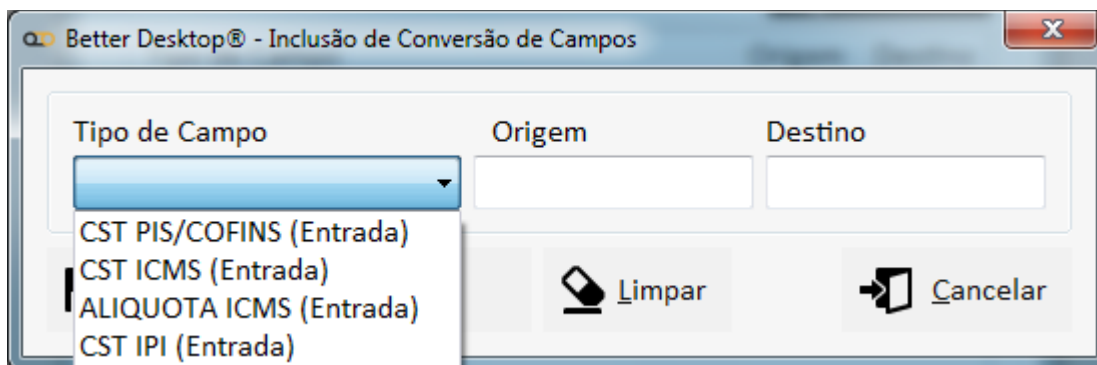 Better Desktop® - Inclusão de Conversão de Campos
Tipo de Campo Origem Destino
CST PIS/COFINS (Entrada)
CST ICMS (Entrada)
ALIQUOTA ICMS (Entrada)
CST IPI (Entrada)
Limpar Cancelar